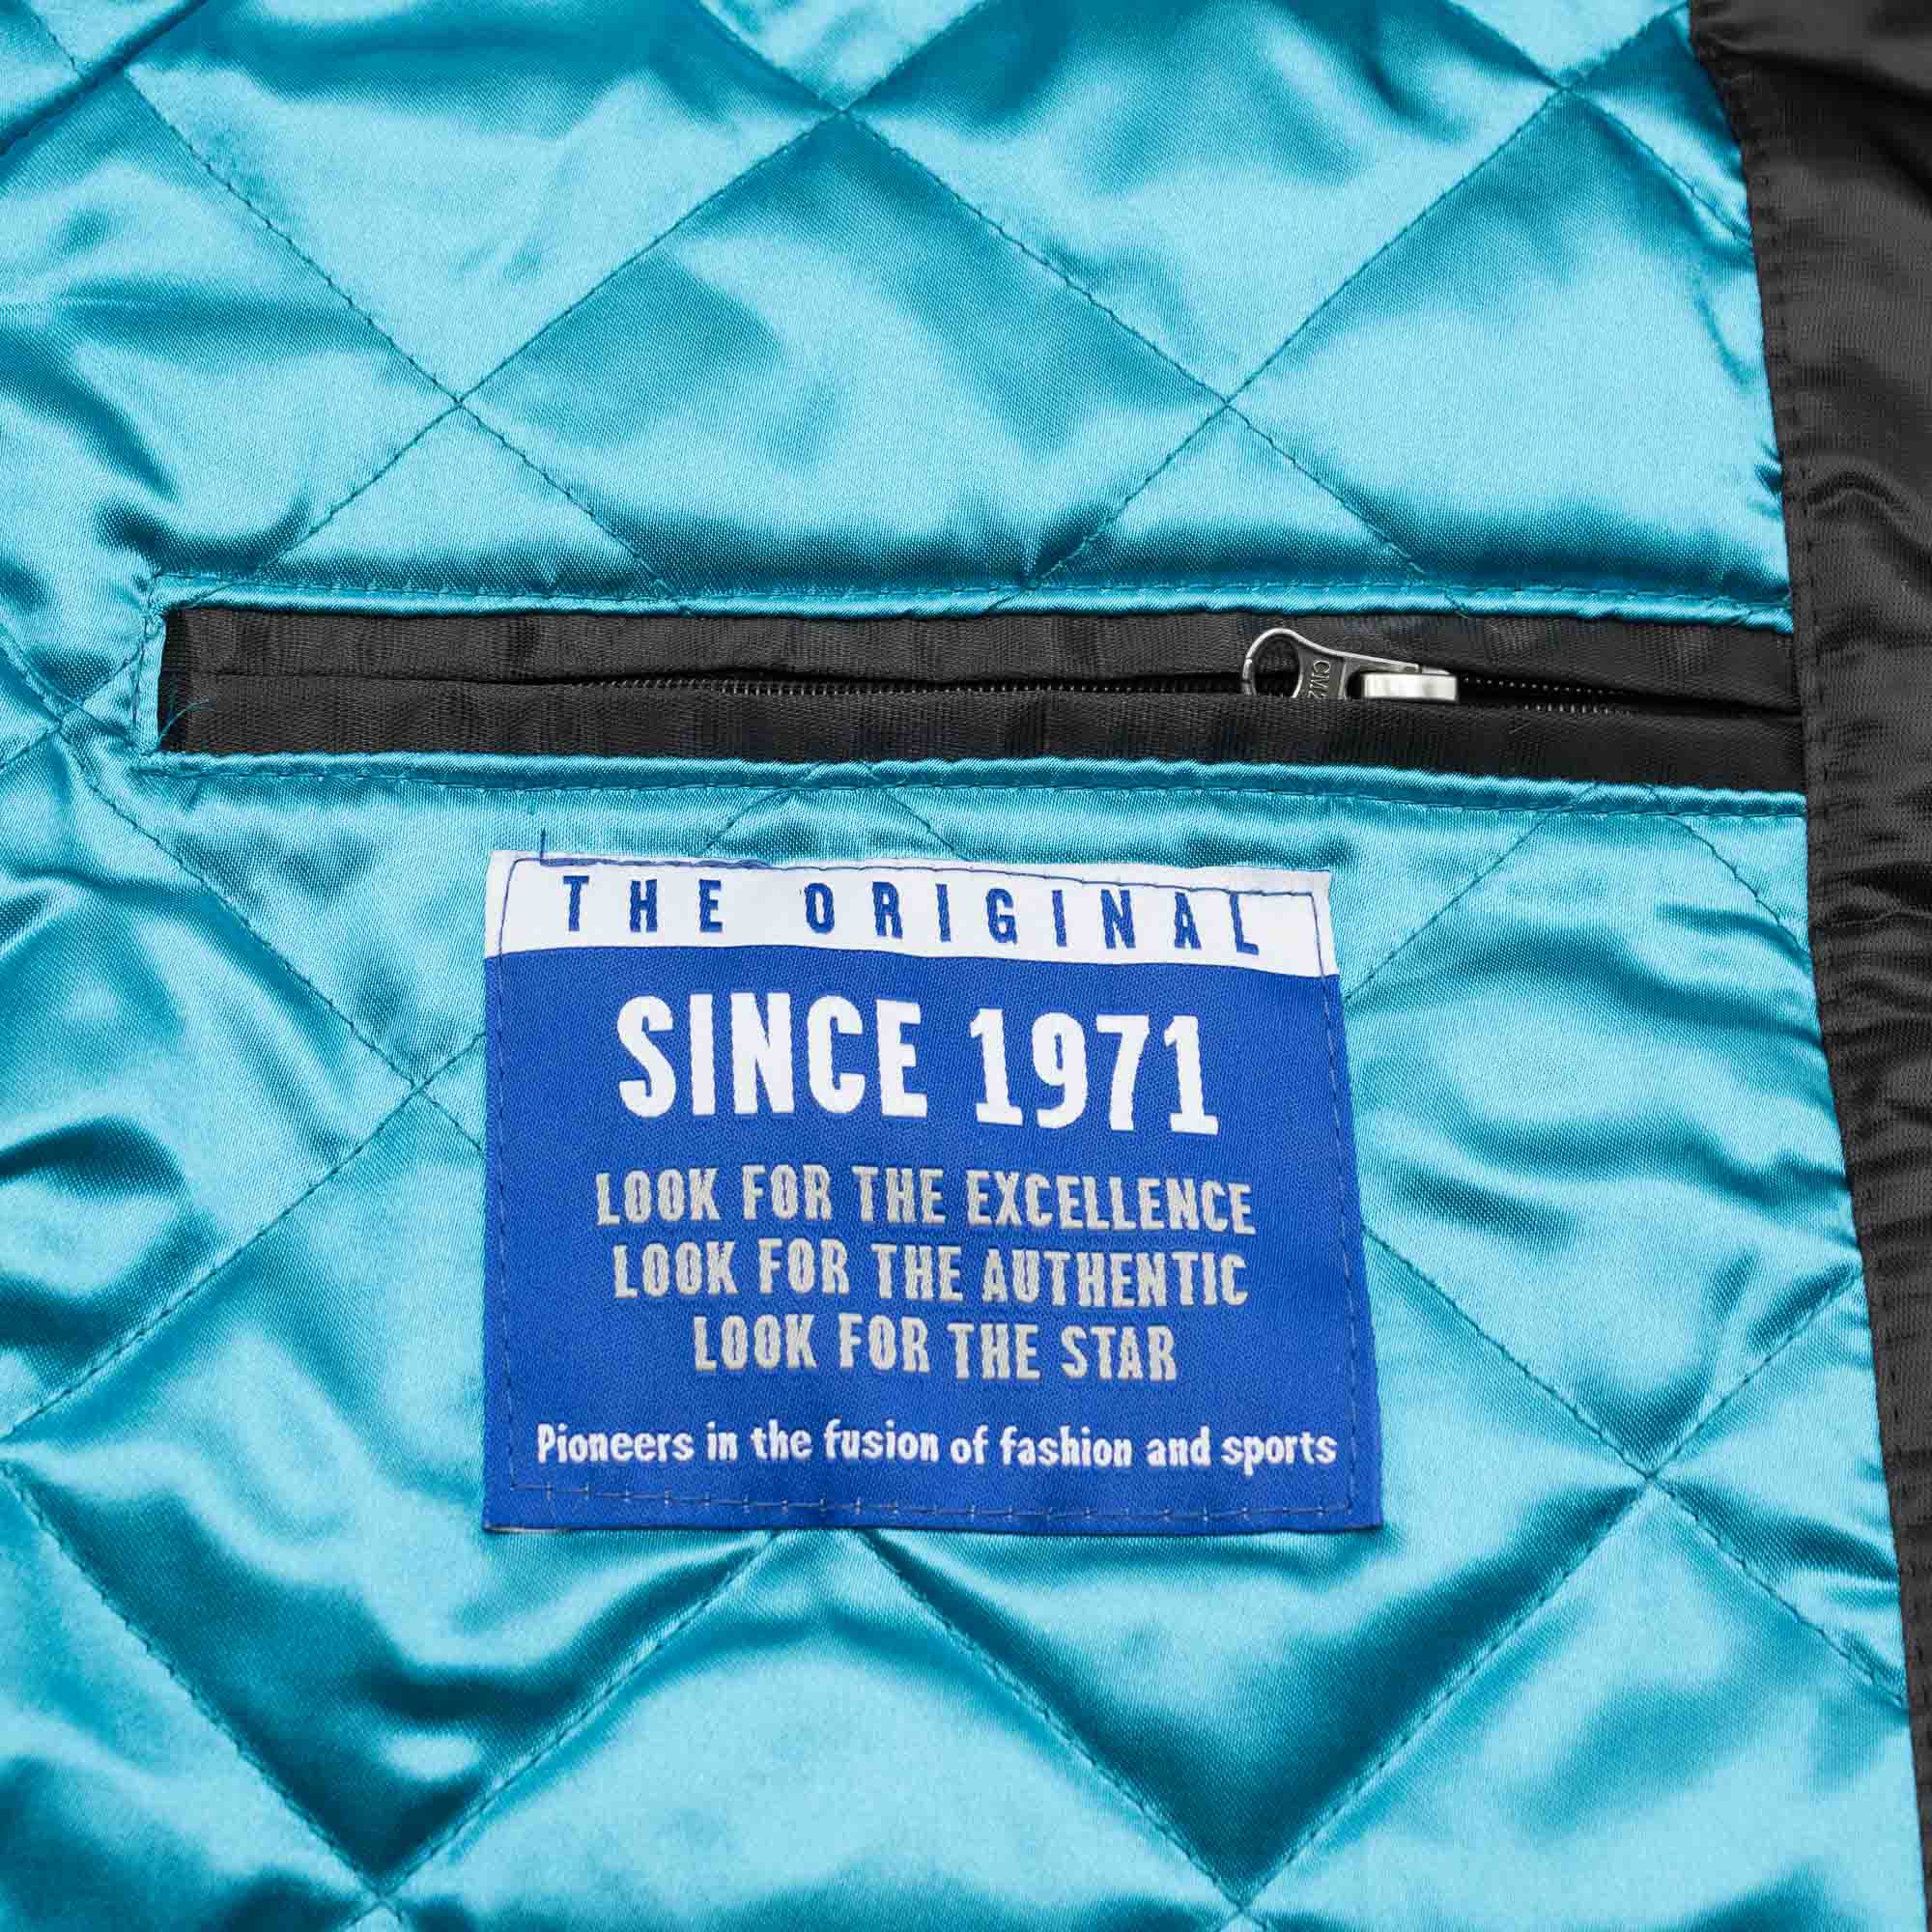 THE ORIGINAL
SINCE 1971
LOOK FOR THE EXCELLENCE
LOOK FOR THE AUTHENTIC
LOOK FOR THE STAR
Pioneers in the fusion of fashion and sports